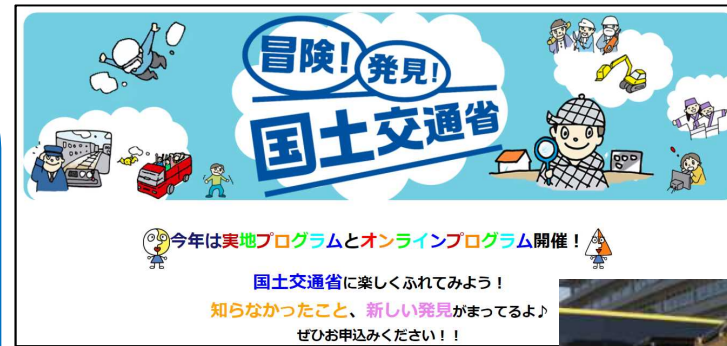 冒険！発見！
国土交通省
今年は実地プログラムとオンラインプログラム開催！
国土交通省に楽しくふれてみよう！
知らなかったこと、新しい発見がまってるよ♪
ぜひお申込みください！！